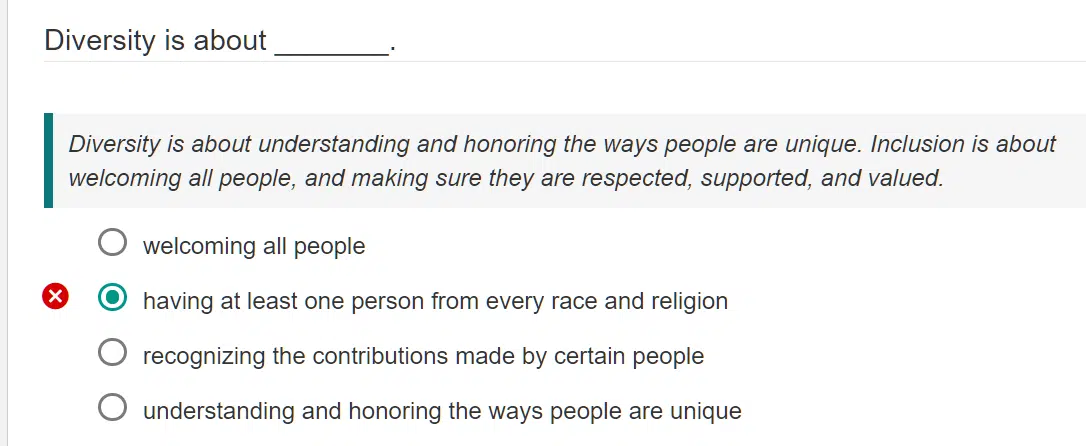 Diversity is about ________.
Diversity is about understanding and honoring the ways people are unique. Inclusion is about
welcoming all people, and making sure they are respected, supported, and valued.
welcoming all people
having at least one person from every race and religion
recognizing the contributions made by certain people
understanding and honoring the ways people are unique